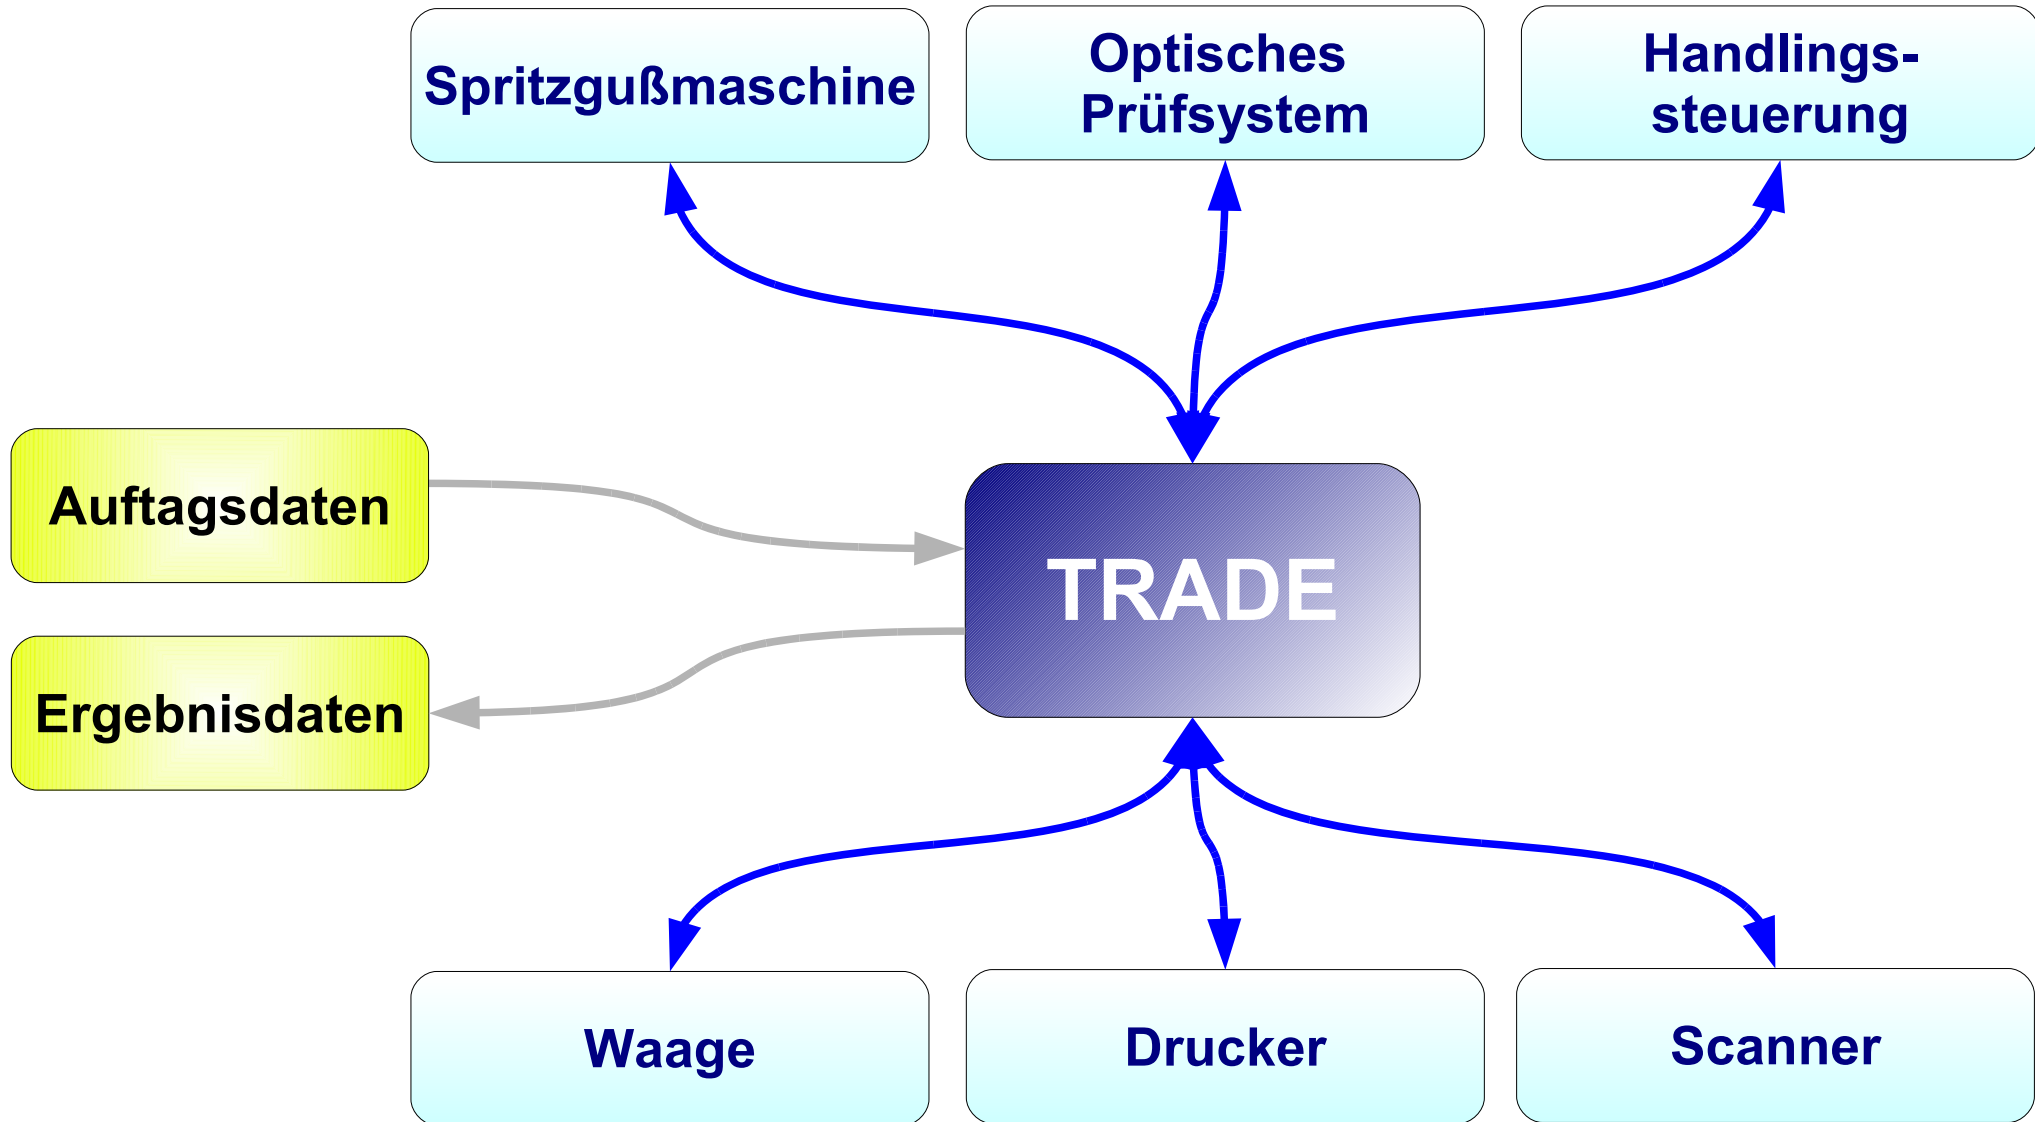 Spritzgußmaschine
Optisches
Prüfsystem
Handlings-
steuerung
Auftagsdaten
TRADE
Ergebnisdaten
Waage
Drucker
Scanner